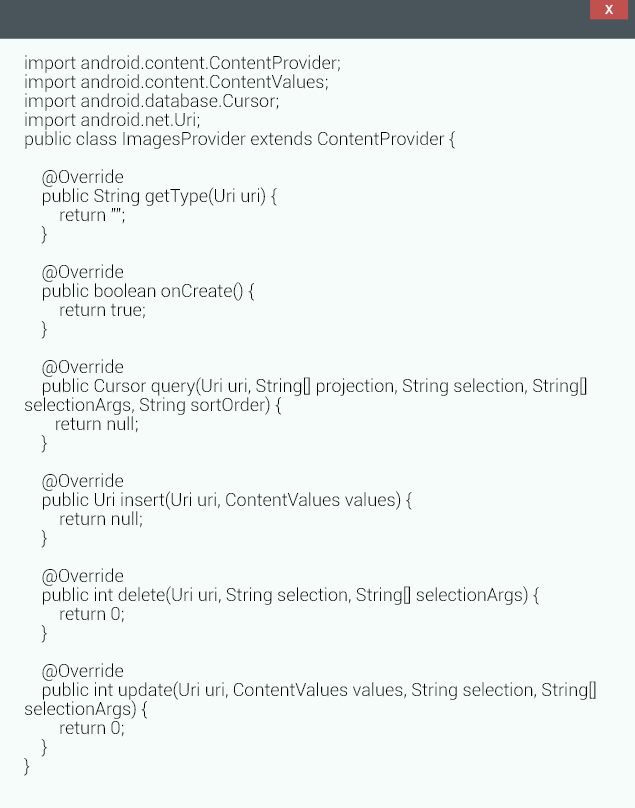 X
import android.content.ContentProvider;
import android.content.ContentValues;
import android.database.Cursor;
import android.net.Uri;
public class ImagesProvider extends ContentProvider {
@Override
public String getType(Uri uri) {
return "";
}
@Override
public boolean onCreate() {
return true;
}
@Override
public Cursor query(Uri uri, String[] projection, String selection, String[]
selectionArgs, String sortOrder) {
return null;
}
@Override
public Uri insert(Uri uri, ContentValues values) {
return null;
}
@Override
public int delete(Uri uri, String selection, String[] selectionArgs) {
return 0;
}
@Override
public int update(Uri uri, ContentValues values, String selection, String[]
selectionArgs) {
return 0;
}
}